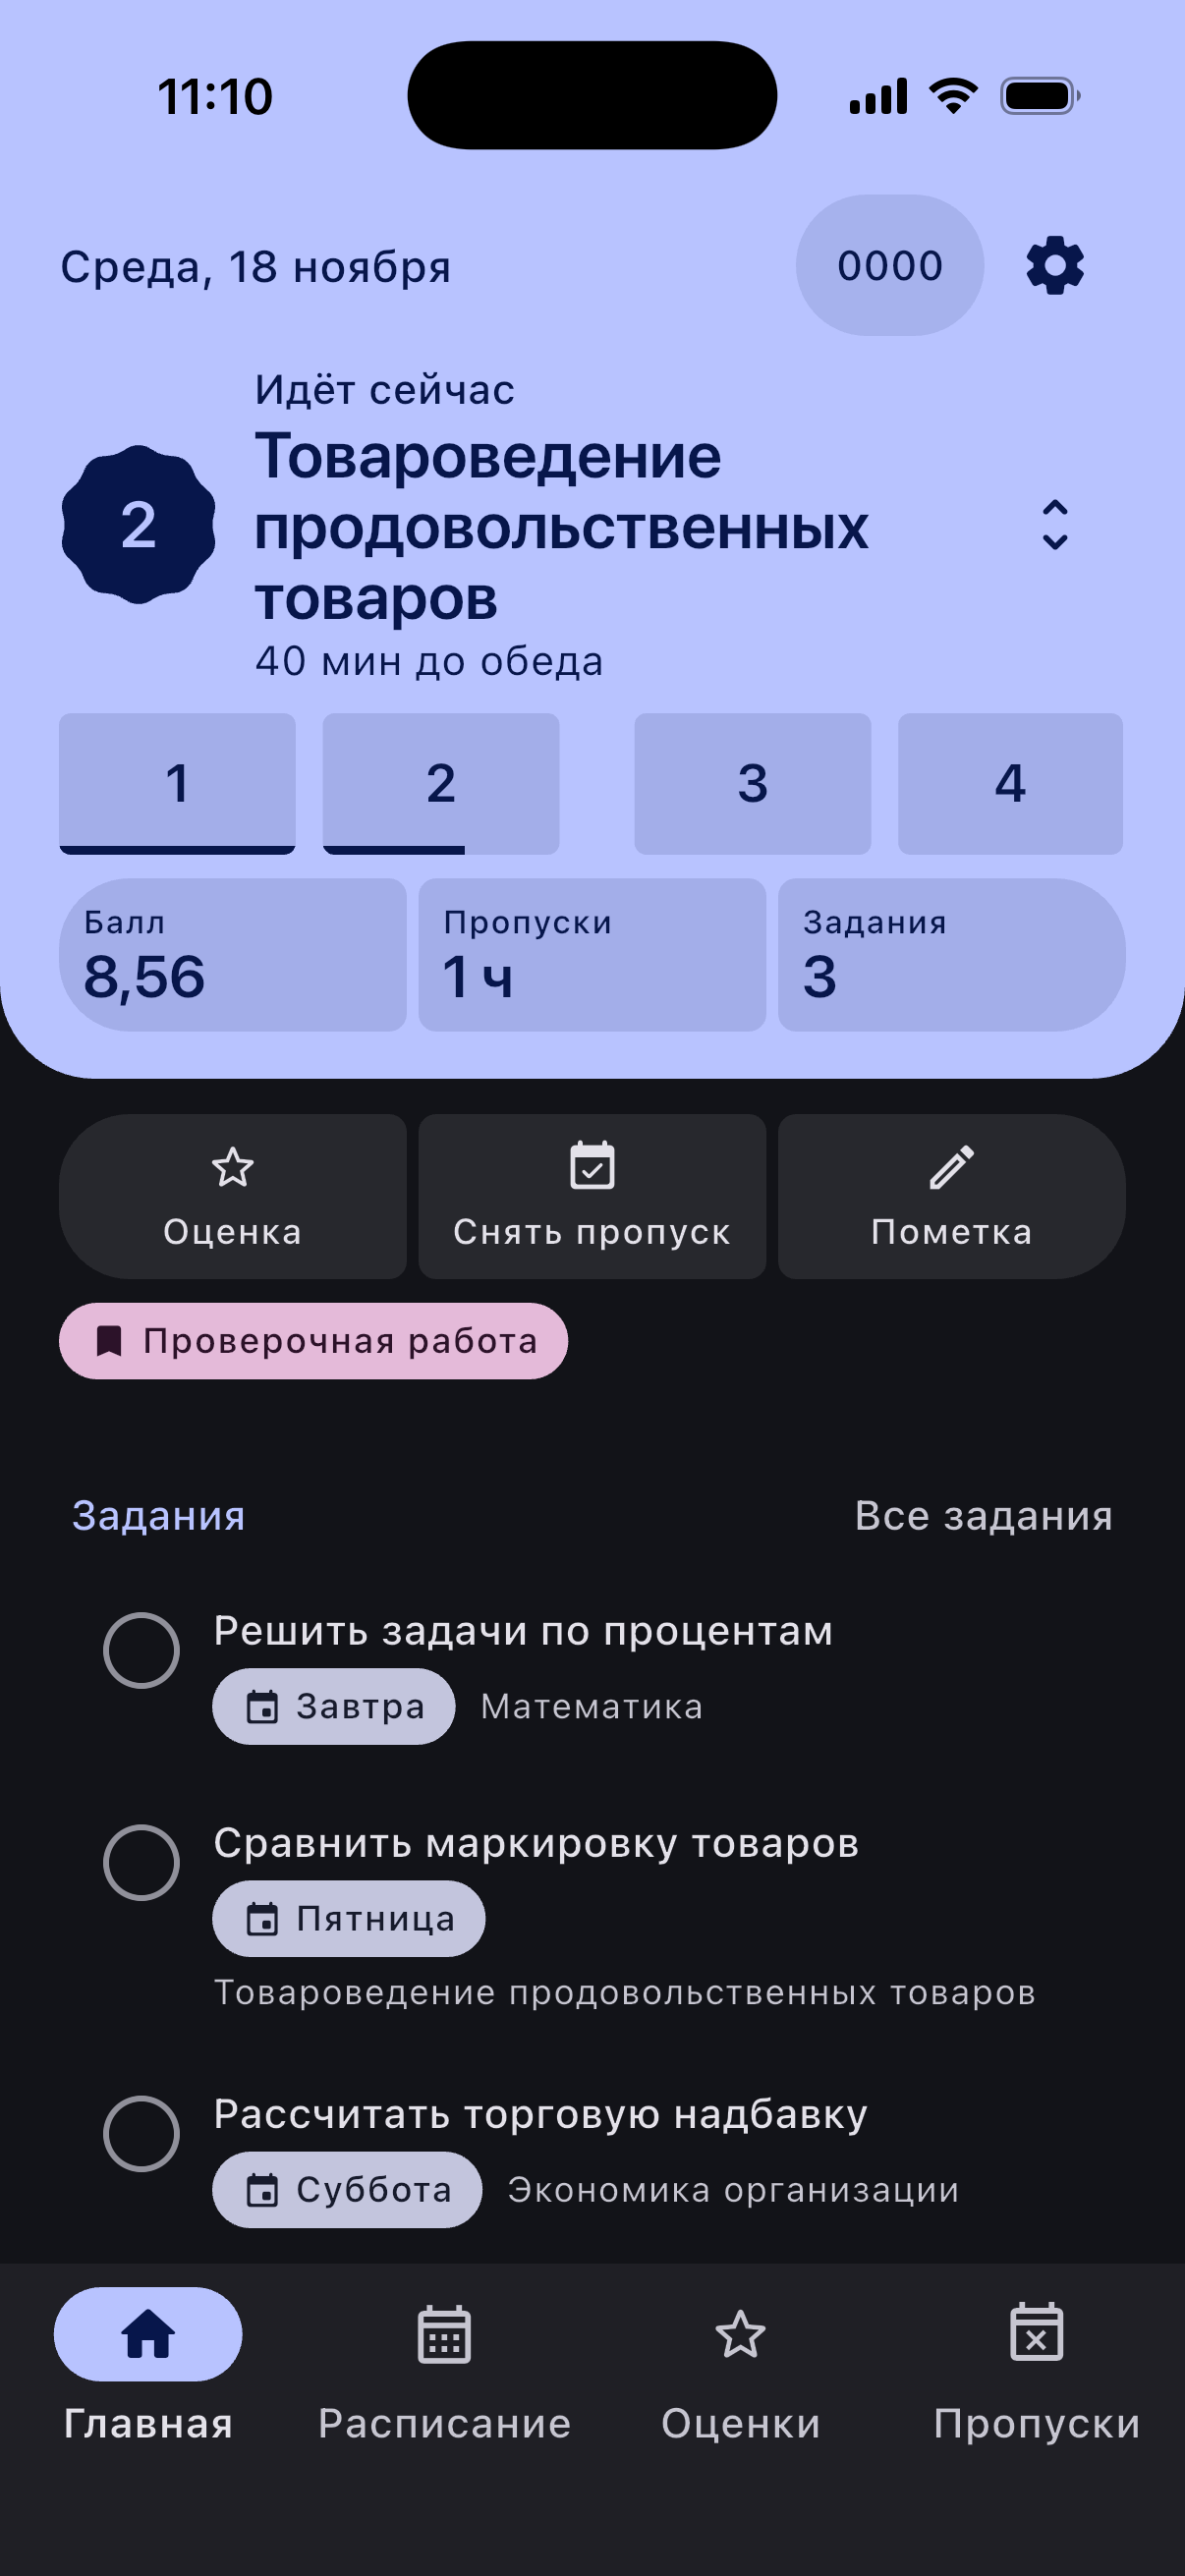 11:10
Среда, 18 ноября
0000
Идёт сейчас
2
Товароведение
продовольственных
товаров
40 мин до обеда
1 2 3 4
Балл Пропуски Задания
8,56 1 ч 3
Оценка Снять пропуск Пометка
Проверочная работа
Задания Все задания
Решить задачи по процентам
Завтра Математика
Сравнить маркировку товаров
Пятница
Товароведение продовольственных товаров
Рассчитать торговую надбавку
Суббота Экономика организации
Главная Расписание Оценки Пропуски